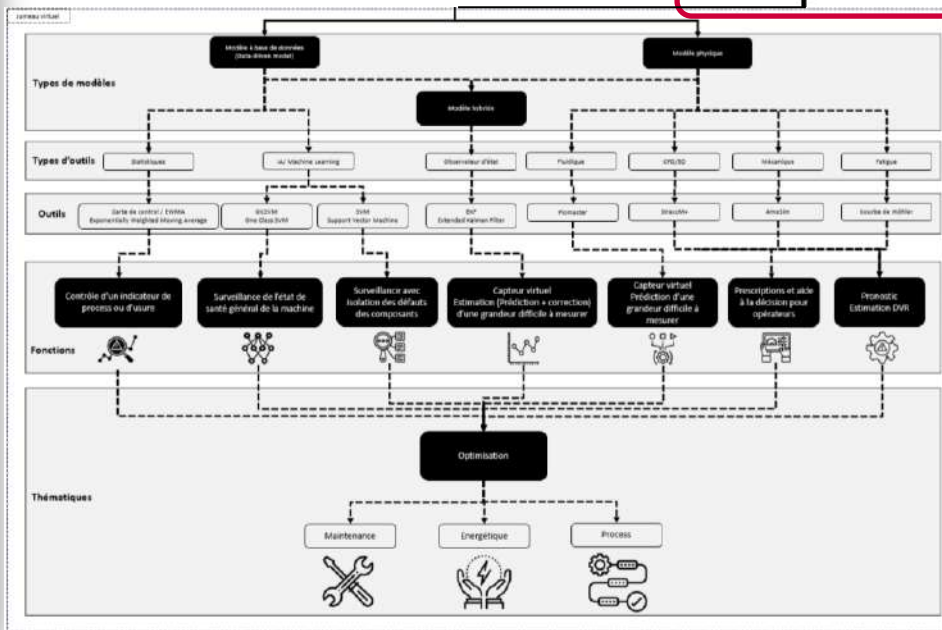 Jumeau virtuel
Modèle à base de données
(Data-driven model)
Modèle physique
Types de modèles
Modèle hybride
Types d'outils
Statistiques
IA/ Machine Learning
Observateur d'état
Fluidique
CFD/3D
Mécanique
Fatigue
Outils
Carte de control / EWMA
Exponentially Weighted Moving Average
One Class SVM
SVM
Support Vector Machine
EKF
Extended Kalman Filter
Flomaster
AmeSim
Courbe de Wöhler
Contrôle d'un indicateur de
process ou d'usure
Surveillance de l'état de
santé général de la machine
Surveillance avec
isolation des défauts
des composants
Capteur virtuel
Estimation (Prédiction + correction)
d'une grandeur difficile à mesurer
Capteur virtuel
Prédiction d'une
grandeur difficile à
mesurer
Prescriptions et aide
à la décision pour
opérateurs
Pronostic
Estimation DVR
Fonctions
Optimisation
Thématiques
Maintenance
Energétique
Process